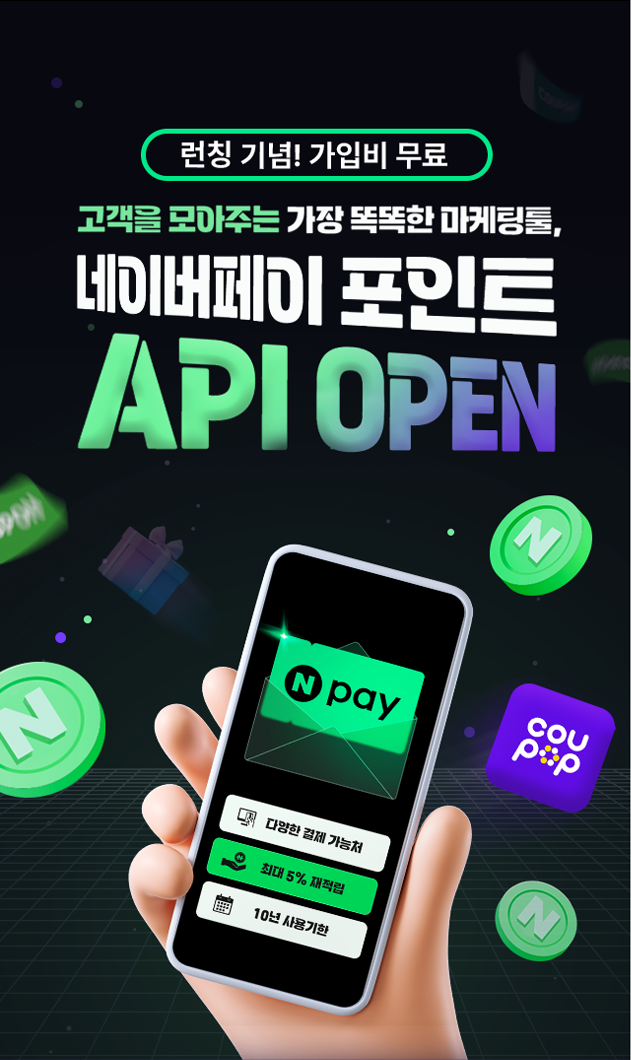 런칭 기념! 가입비 무료
고객을 모아주는 가장 똑똑한 마케팅툴,
네이버페이 포인트
API OPEN
N
N pay
N
cou
pop
다양한 결제 가능처
최대 5% 재적립
10년 사용기한
N